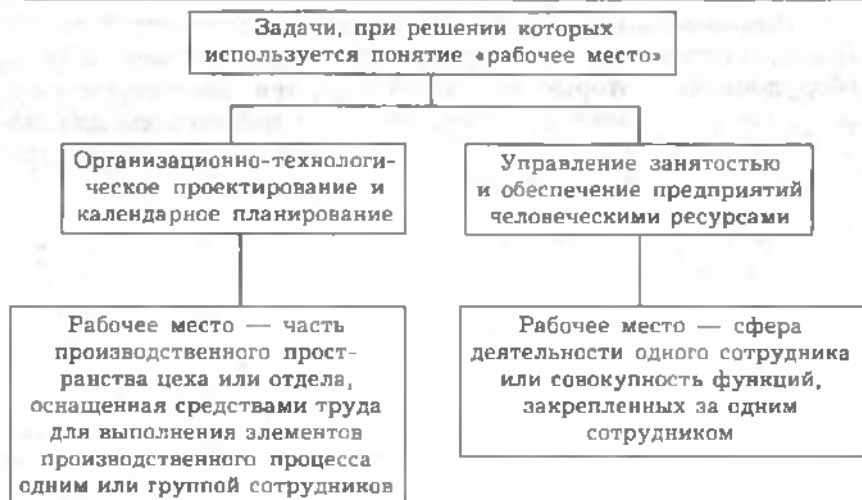 Задачи, при решении которых
используется понятие «рабочее место»
Организационно-технологи-
ческое проектирование и
календарное планирование
Управление занятостью
и обеспечение предприятий
человеческими ресурсами
Рабочее место — часть
производственного прост-
ранства цеха или отдела,
оснащенная средствами труда
для выполнения элементов
производственного процесса
одним или группой сотрудников
Рабочее место — сфера
деятельности одного сотрудника
или совокупность функций,
закрепленных за одним
сотрудником